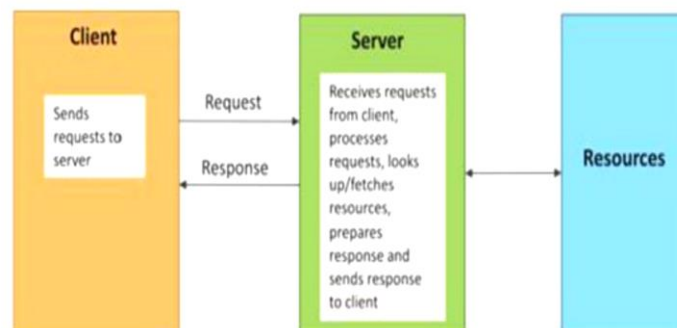 Client
Sends
requests to
server
Request
Response
Server
Receives requests
from client,
processes
requests, looks
up/fetches
resources,
prepares
response and
sends response
to client
Resources